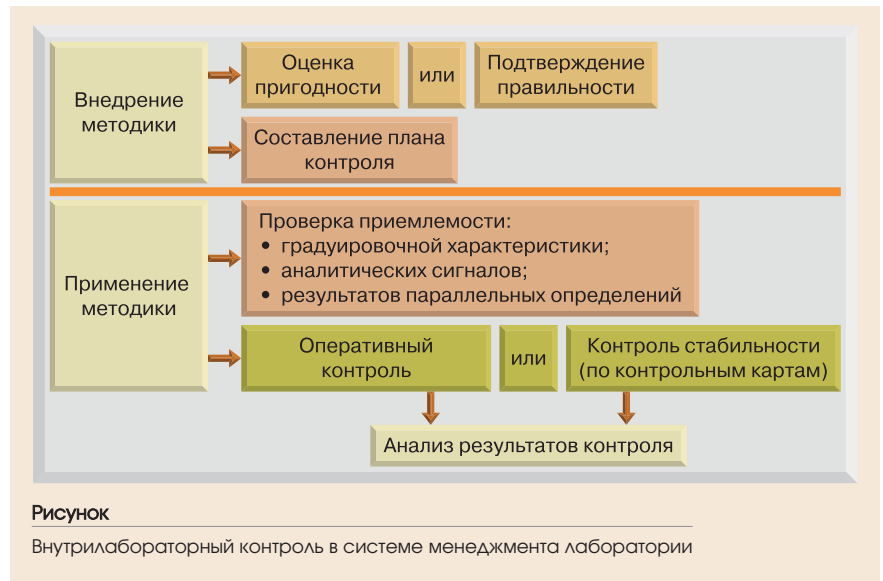 Внедрение
методики
Оценка
пригодности
или
Подтверждение
правильности
Составление плана
контроля
Применение
методики
Проверка приемлемости:
• градуировочной характеристики;
• аналитических сигналов;
• результатов параллельных определений
Оперативный
контроль
или
Контроль стабильности
(по контрольным картам)
Анализ результатов контроля
Рисунок
Внутрилабораторный контроль в системе менеджмента лаборатории